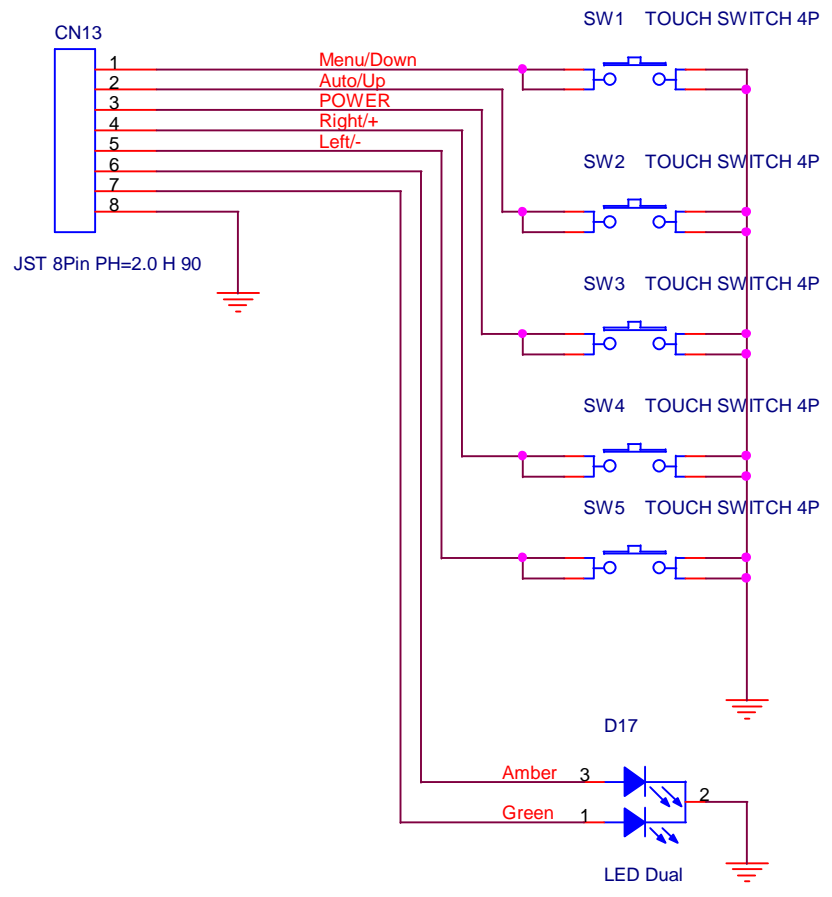 SW1 TOUCH SWITCH 4P
CN13
1 Menu/Down
2 Auto/Up
3 POWER
4 Right/+
5 Left/-
6
7
8
SW2 TOUCH SWITCH 4P
JST 8Pin PH=2.0 H 90
SW3 TOUCH SWITCH 4P
SW4 TOUCH SWITCH 4P
SW5 TOUCH SWITCH 4P
D17
Amber 3
2
Green 1
LED Dual